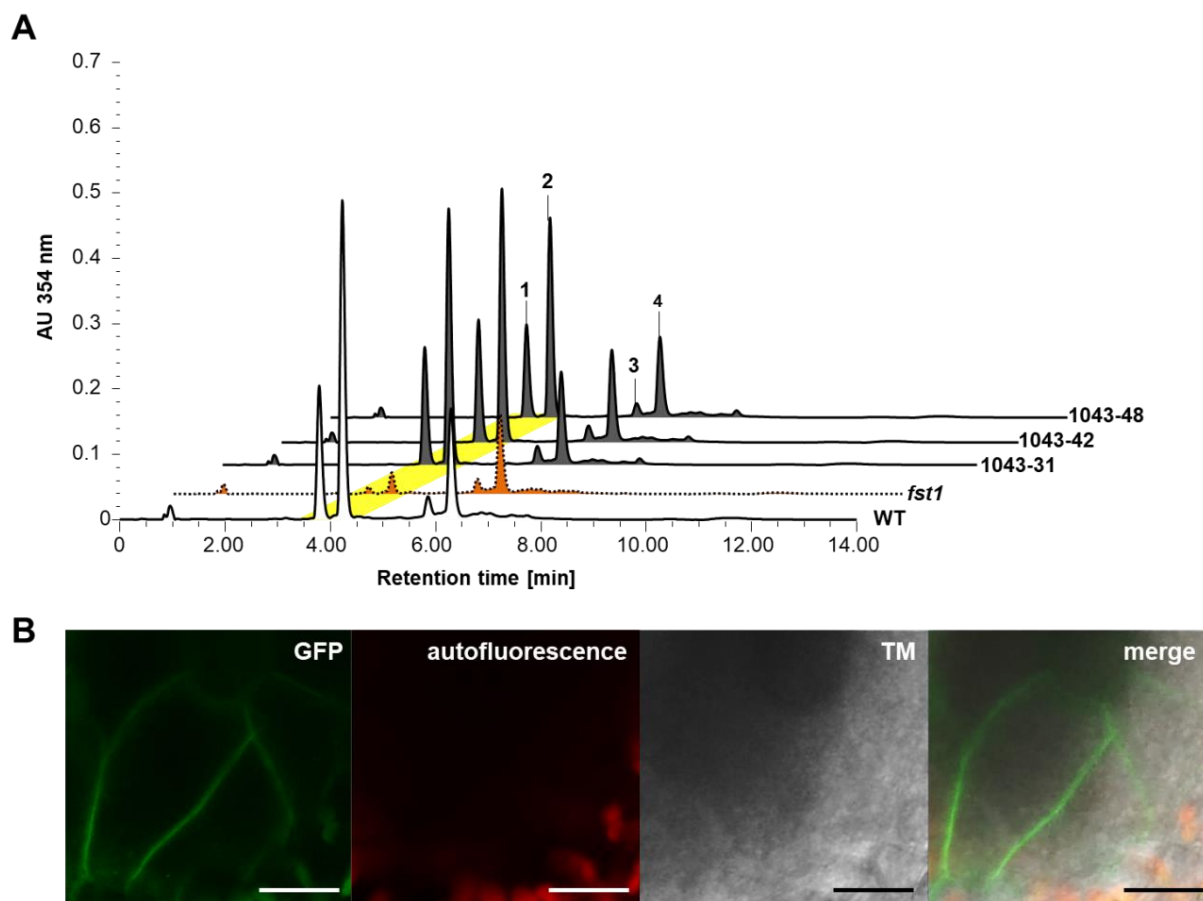 A
0.7
0.6
0.5
0.4
0.3
0.2
0.1
0
AU 354 nm
1
2
3
4
1043-48
1043-42
1043-31
fst1
WT
0 2.00 4.00 6.00 8.00 10.00 12.00 14.00
Retention time [min]
B
GFP autofluorescence TM merge